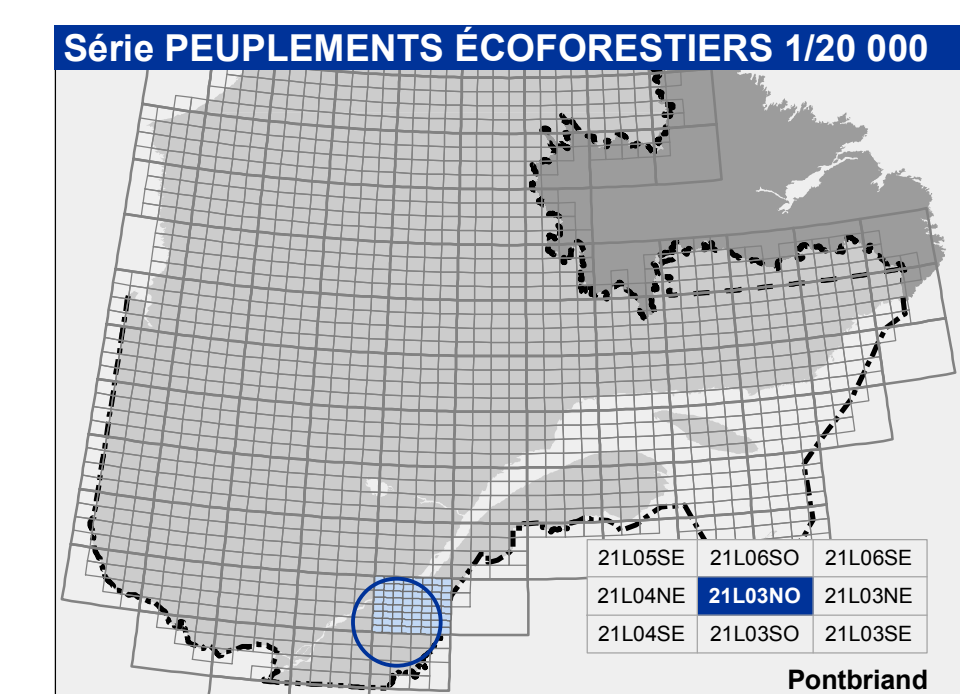 Série PEUPLEMENTS ÉCOFORESTIERS 1/20 000
21L05SE 21L06SO 21L06SE
21L04NE 21L03NO 21L03NE
21L04SE 21L03SO 21L03SE
Pontbriand